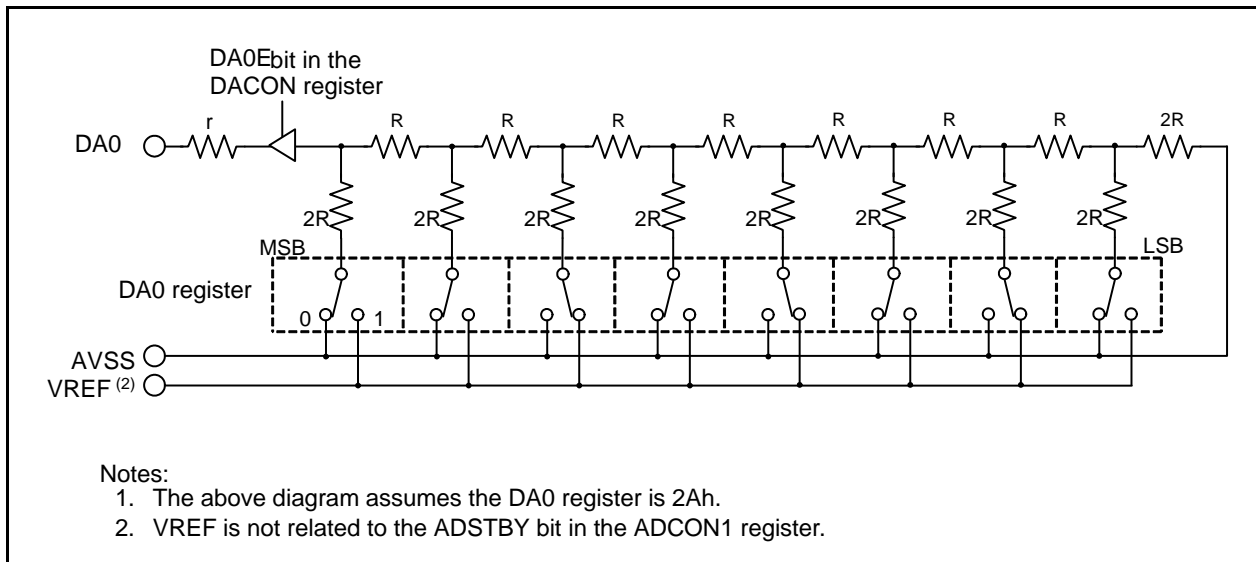 DA0E bit in the
DACON register
DA0
r
R
R
R
R
R
R
R
2R
2R
2R
2R
2R
2R
2R
2R
2R
MSB
LSB
DA0 register
0
1
AVSS
VREF (2)
Notes:
1. The above diagram assumes the DA0 register is 2Ah.
2. VREF is not related to the ADSTBY bit in the ADCON1 register.